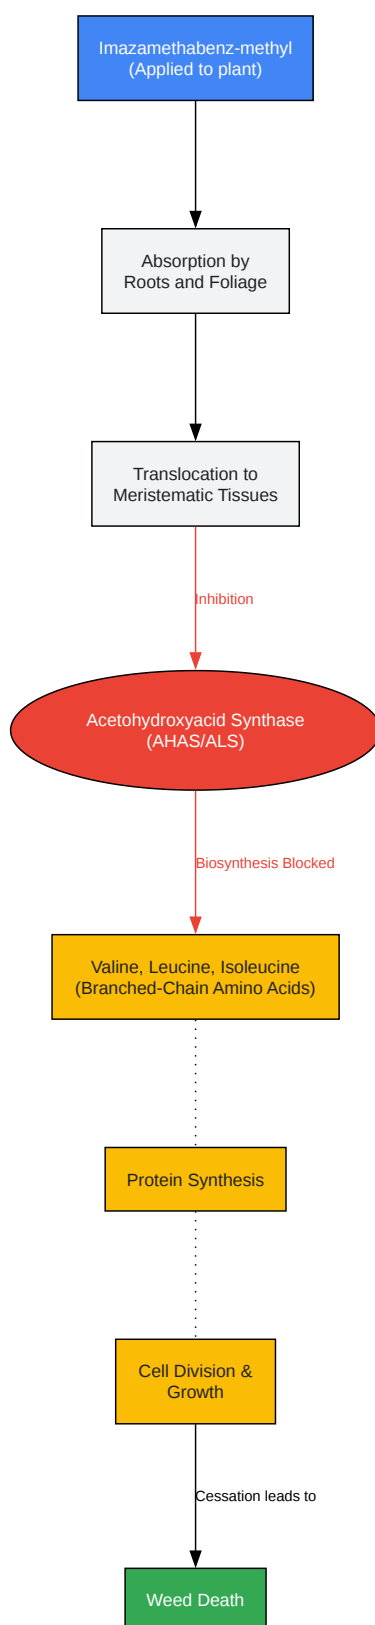 Imazamethabenz-methyl
(Applied to plant)
Absorption by
Roots and Foliage
Translocation to
Meristematic Tissues
Inhibition
Acetohydroxyacid Synthase
(AHAS/ALS)
Biosynthesis Blocked
Valine, Leucine, Isoleucine
(Branched-Chain Amino Acids)
Protein Synthesis
Cell Division &
Growth
Cessation leads to
Weed Death